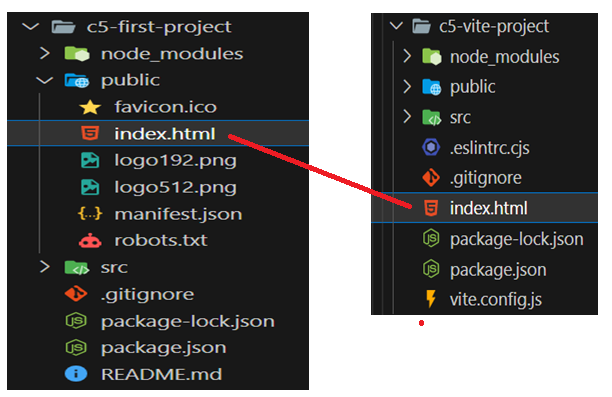 c5-first-project
node_modules
public
favicon.ico
index.html
logo192.png
logo512.png
manifest.json
robots.txt
src
.gitignore
package-lock.json
package.json
README.md
c5-vite-project
node_modules
public
src
.eslintrc.cjs
.gitignore
index.html
package-lock.json
package.json
vite.config.js